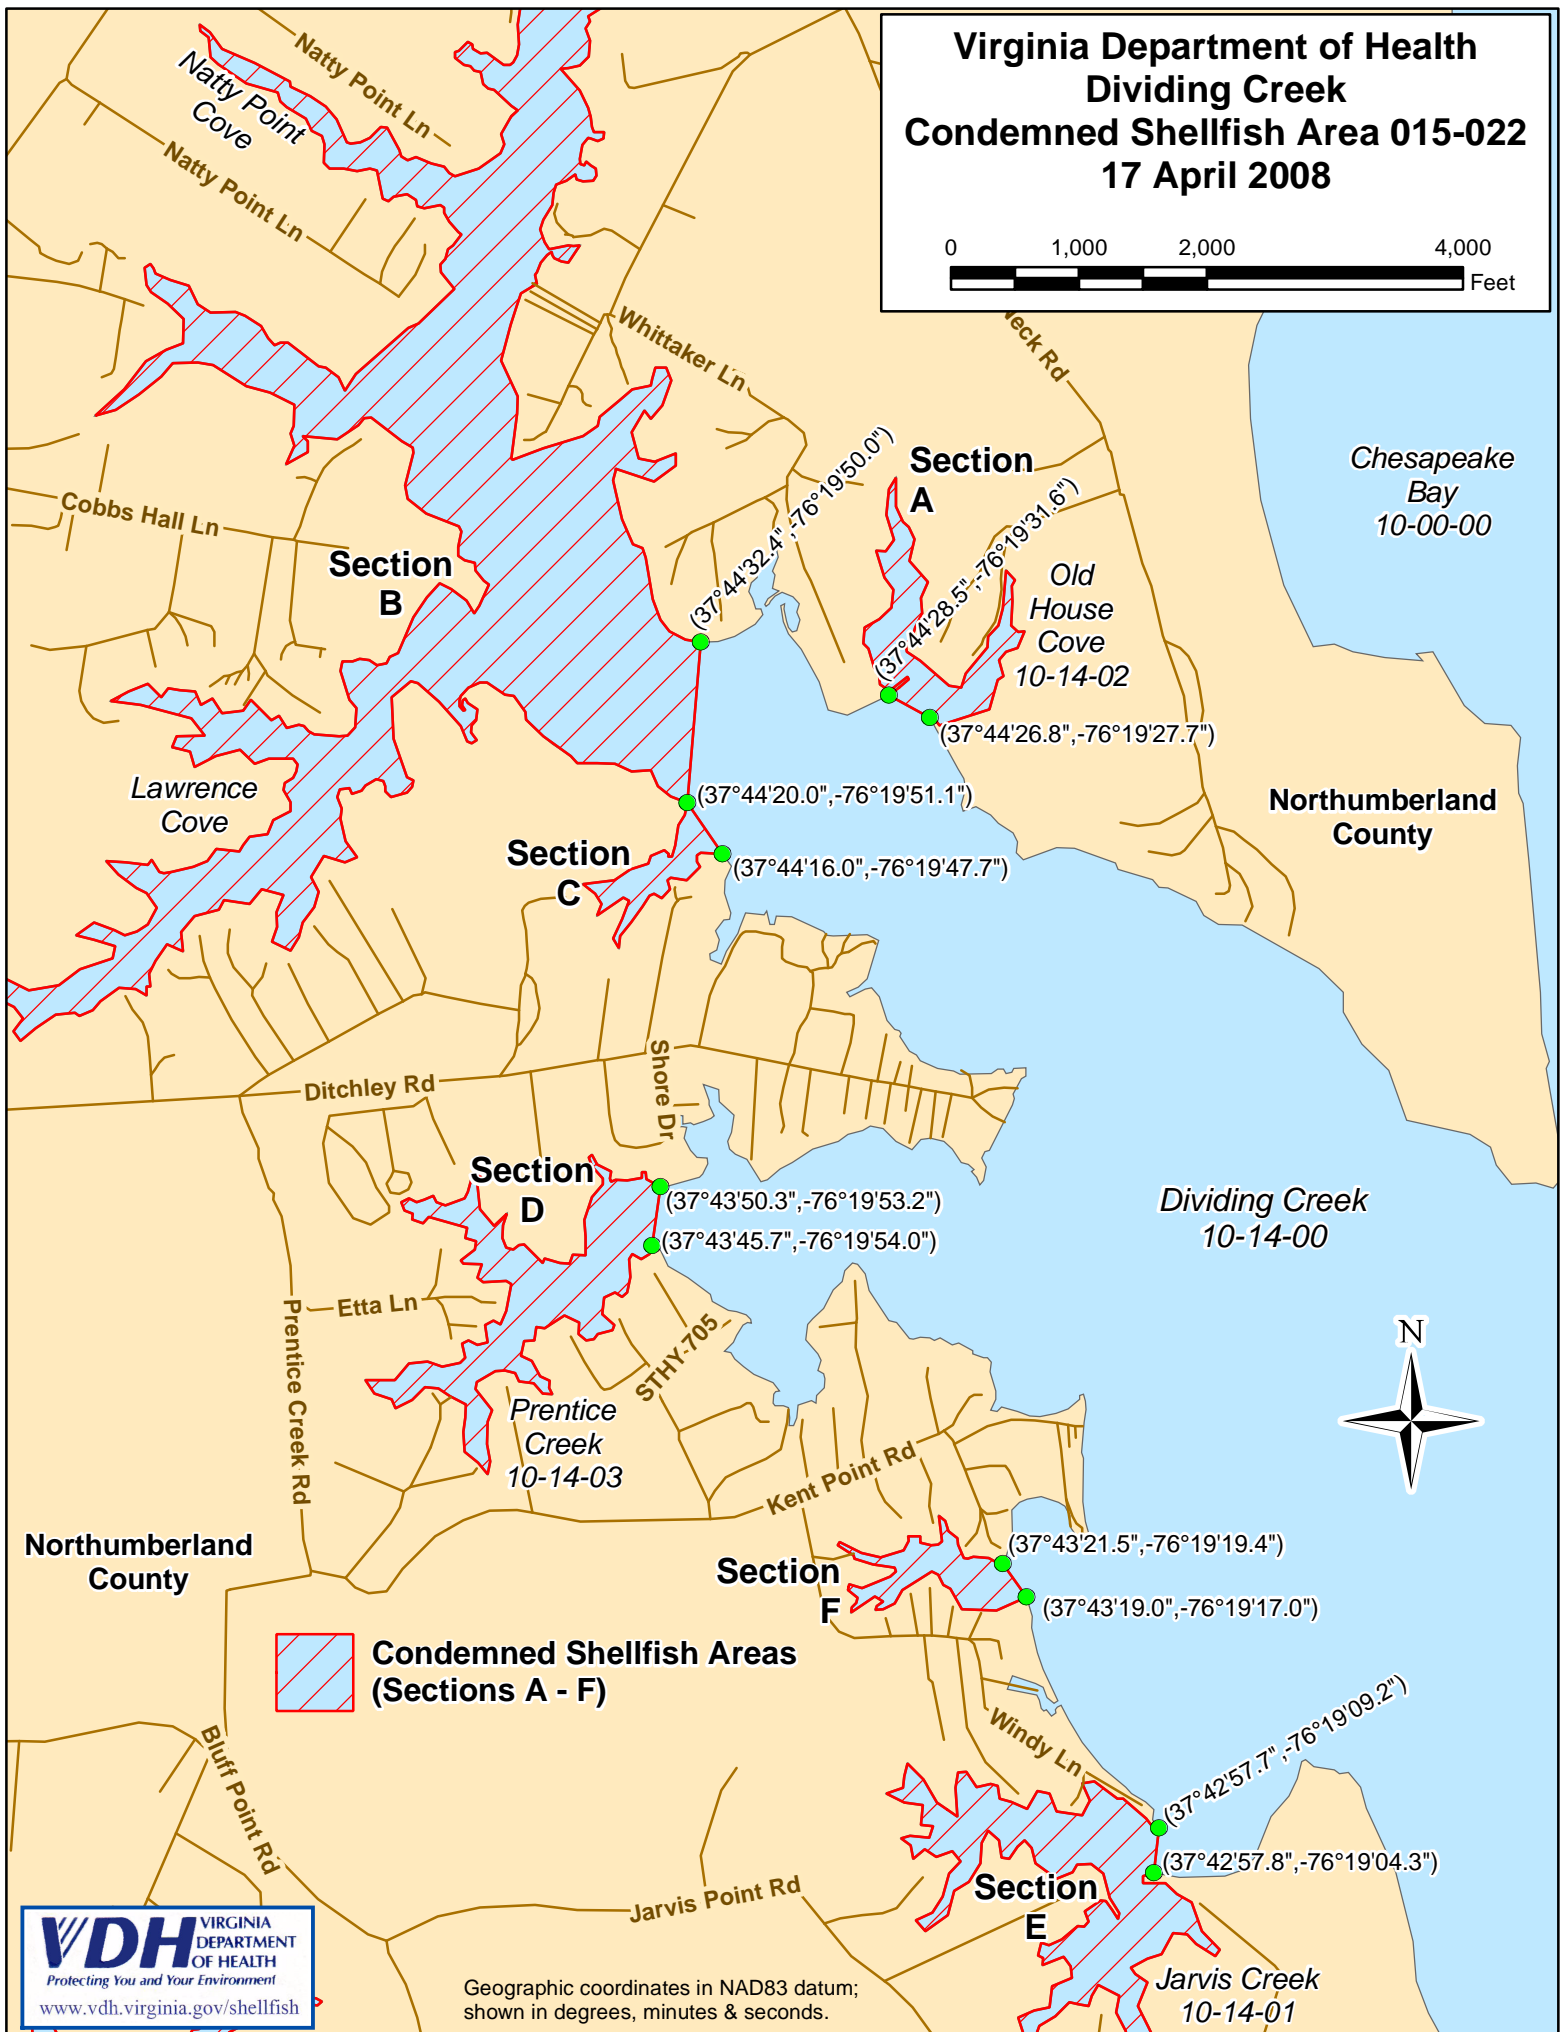 Virginia Department of Health
Dividing Creek
Condemned Shellfish Area 015-022
17 April 2008
0 1,000 2,000 4,000
Feet
Natty Point Ln
Natty Point
Cove
Natty Point Ln
Whittaker Ln
Neck Rd
Chesapeake
Bay
10-00-00
Section
A
(37°44'32.4",-76°19'50.0")
(37°44'28.5",-76°19'31.6")
Cobbs Hall Ln
Section
B
Old
House
Cove
10-14-02
(37°44'26.8",-76°19'27.7")
Lawrence
Cove
(37°44'20.0",-76°19'51.1")
Northumberland
County
Section
C
(37°44'16.0",-76°19'47.7")
Shore Dr
Ditchley Rd
Section
D
(37°43'50.3",-76°19'53.2")
(37°43'45.7",-76°19'54.0")
Dividing Creek
10-14-00
Etta Ln
Prentice Creek Rd
STHY-705
N
Prentice
Creek
10-14-03
Kent Point Rd
Northumberland
County
(37°43'21.5",-76°19'19.4")
Section
F
(37°43'19.0",-76°19'17.0")
Condemned Shellfish Areas
(Sections A - F)
Windy Ln
(37°42'57.7",-76°19'09.2")
Bluff Point Rd
(37°42'57.8",-76°19'04.3")
Section
E
Jarvis Point Rd
VDH VIRGINIA
DEPARTMENT
OF HEALTH
Protecting You and Your Environment
www.vdh.virginia.gov/shellfish
Geographic coordinates in NAD83 datum;
shown in degrees, minutes & seconds.
Jarvis Creek
10-14-01